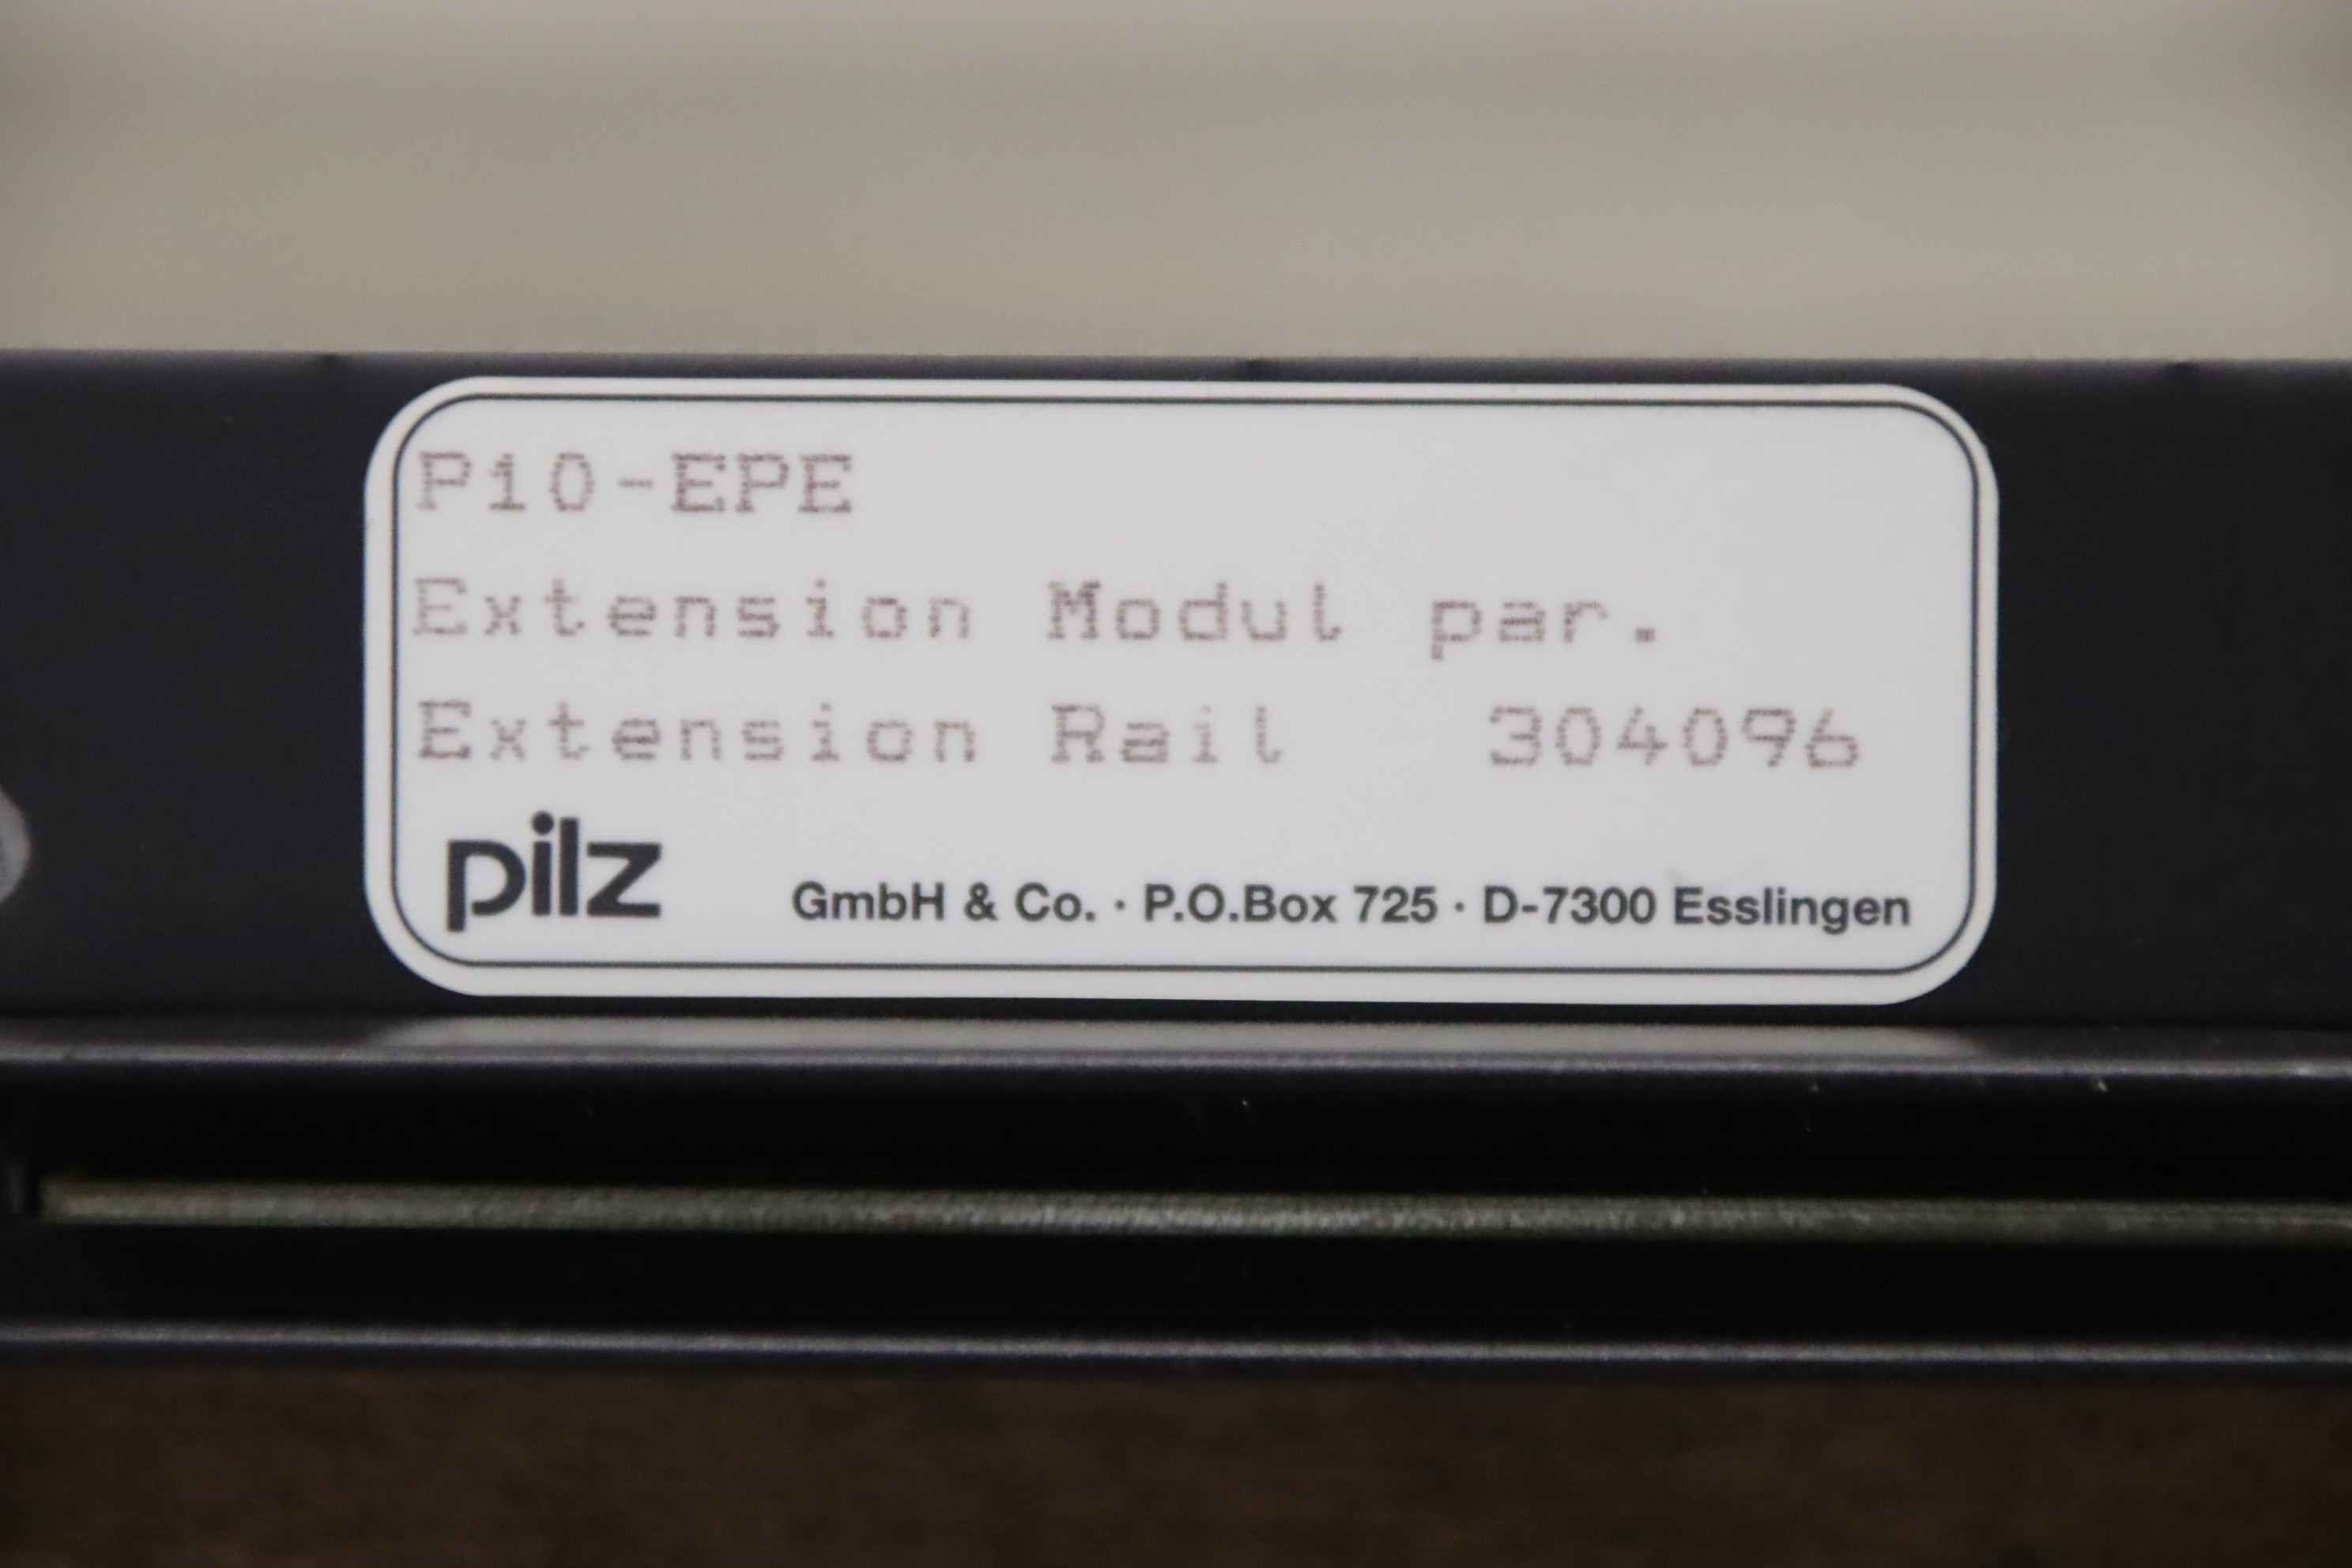 P10-EPE
Extension Modul par.
Extension Rail 304096
pilz GmbH & Co. · P.O.Box 725 · D-7300 Esslingen